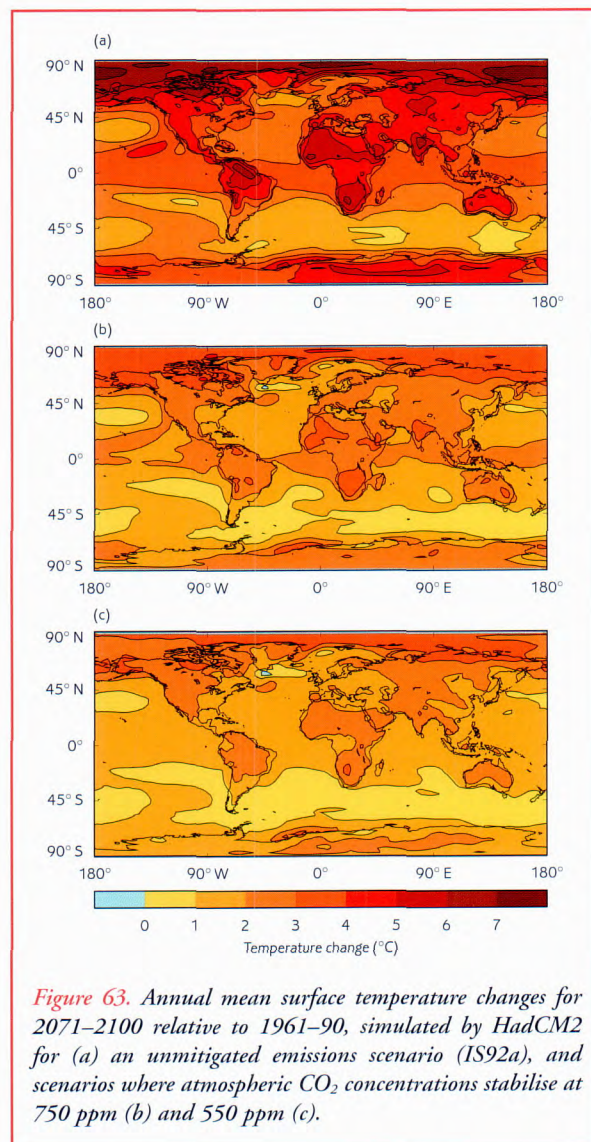 (a)
90° N
45° N
0°
45° S
90° S
180° 90° W 0° 90° E 180°
(b)
90° N
45° N
0°
45° S
90° S
180° 90° W 0° 90° E 180°
(c)
90° N
45° N
0°
45° S
90° S
180° 90° W 0° 90° E 180°
0 1 2 3 4 5 6 7
Temperature change (°C)
Figure 63. Annual mean surface temperature changes for
2071–2100 relative to 1961–90, simulated by HadCM2
for (a) an unmitigated emissions scenario (IS92a), and
scenarios where atmospheric CO₂ concentrations stabilise at
750 ppm (b) and 550 ppm (c).